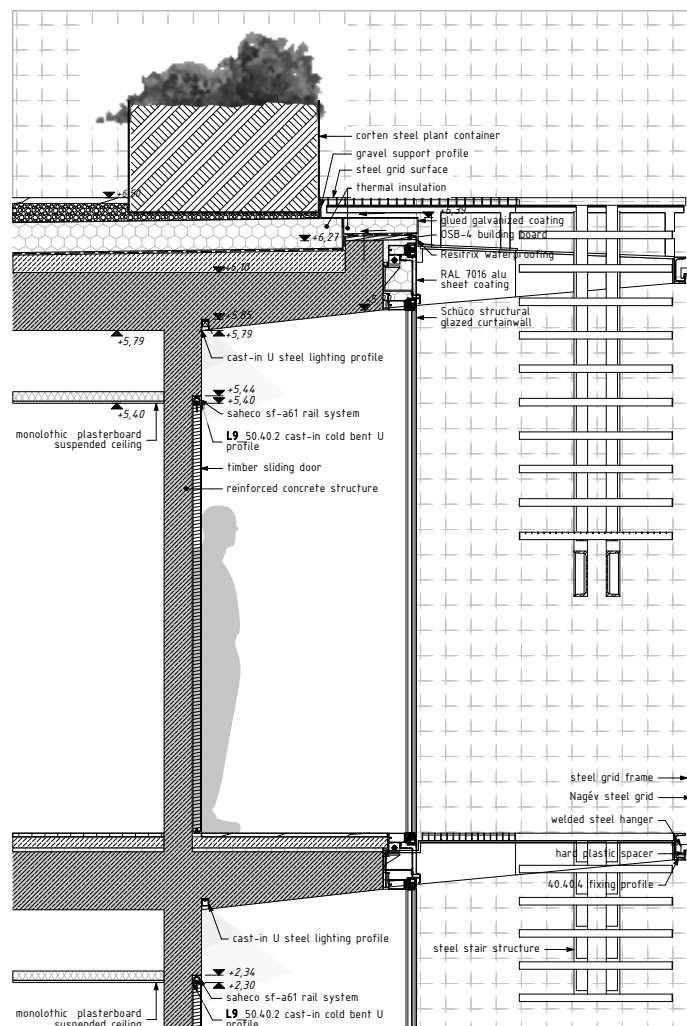 corten steel plant container
gravel support profile
steel grid surface
thermal insulation
+6,50
+6,39
glued galvanized coating
OSB-4 building board
+6,27
Resitrix waterproofing
+6,10
RAL 7016 alu
sheet coating
Schüco structural
glazed curtainwall
+5,85
+5,79
+5,79
cast-in U steel lighting profile
+5,44
+5,40
+5,40
saheco sf-a61 rail system
monolothic plasterboard
suspended ceiling
L9_50.40.2 cast-in cold bent U
profile
timber sliding door
reinforced concrete structure
steel grid frame
Nagév steel grid
welded steel hanger
hard plastic spacer
40.40.4 fixing profile
cast-in U steel lighting profile
steel stair structure
+2,34
+2,30
saheco sf-a61 rail system
monolothic plasterboard
suspended ceiling
L9_50.40.2 cast-in cold bent U
profile